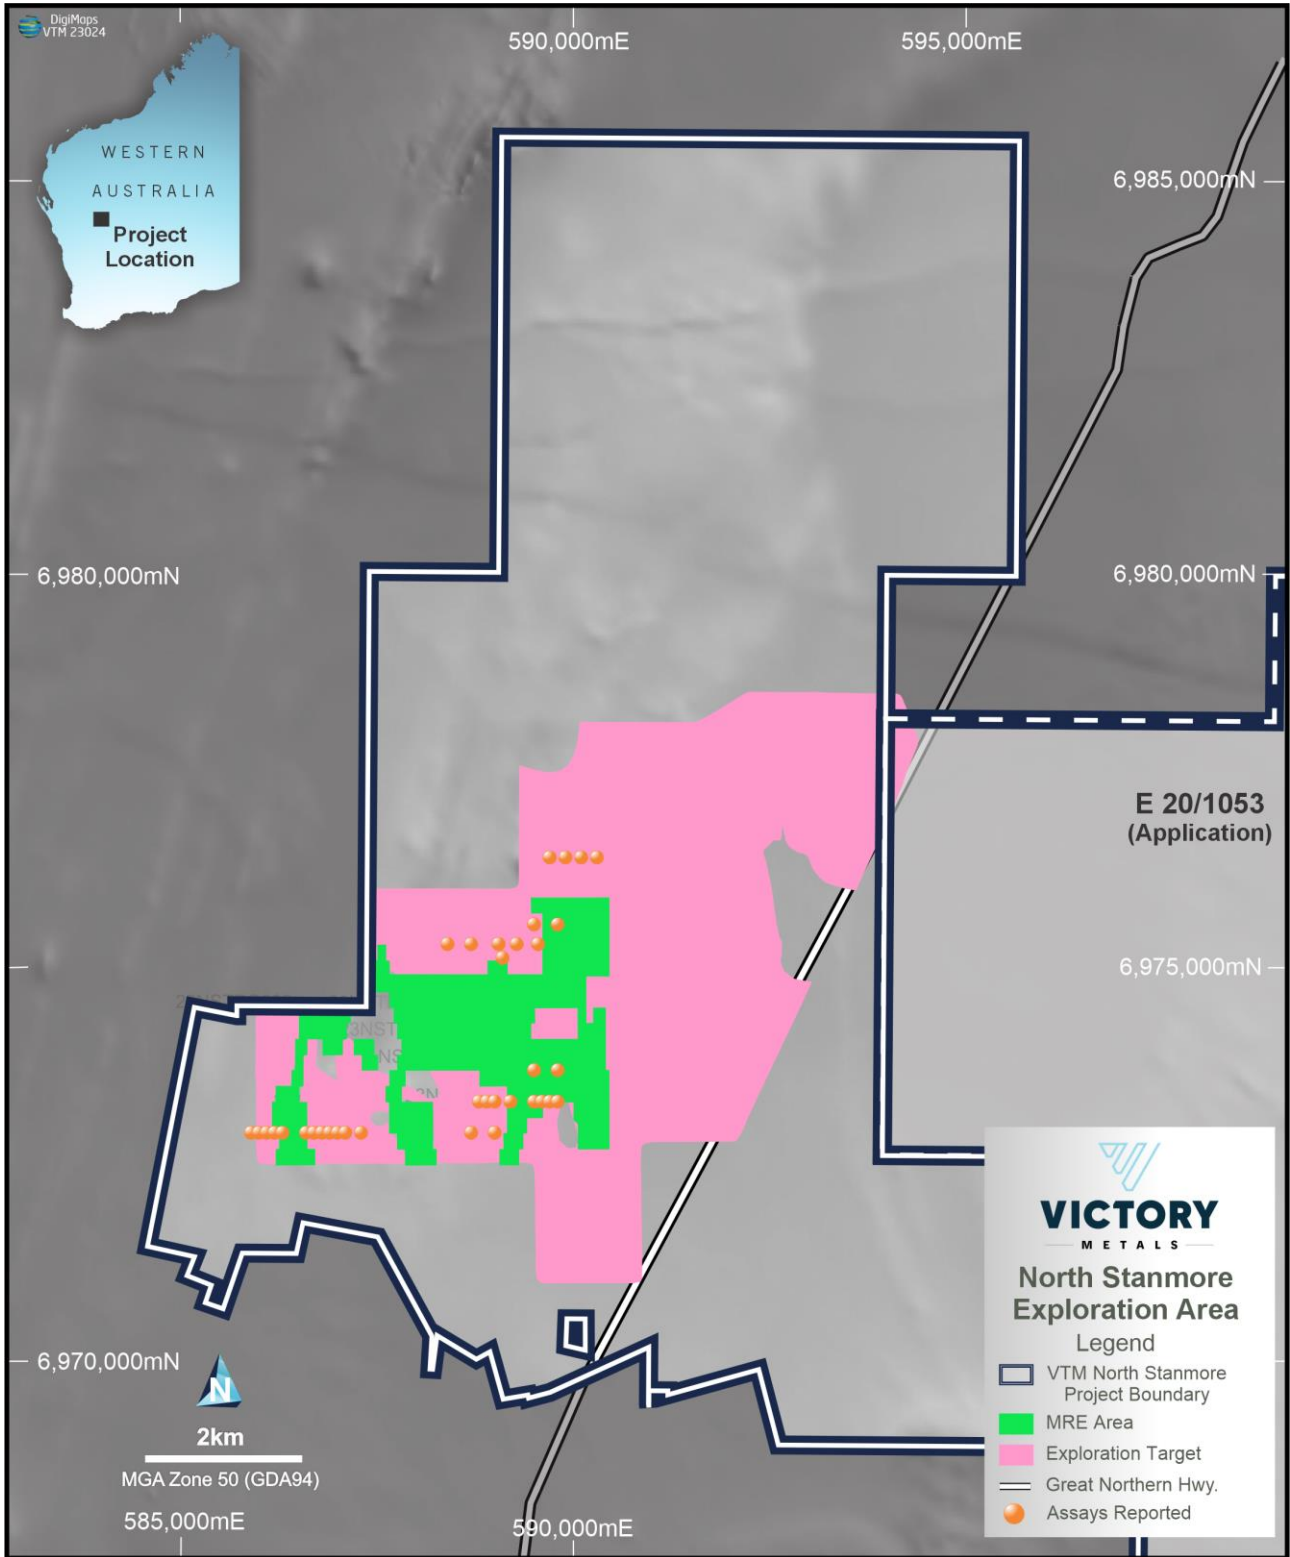 DigiMaps
VTM 23024
590,000mE
595,000mE
WESTERN
AUSTRALIA
Project
Location
6,985,000mN
6,980,000mN
6,980,000mN
E 20/1053
(Application)
6,975,000mN
3NST
NS
6,970,000mN
N
2km
MGA Zone 50 (GDA94)
585,000mE
590,000mE
VICTORY
METALS
North Stanmore
Exploration Area
Legend
VTM North Stanmore
Project Boundary
MRE Area
Exploration Target
Great Northern Hwy.
Assays Reported